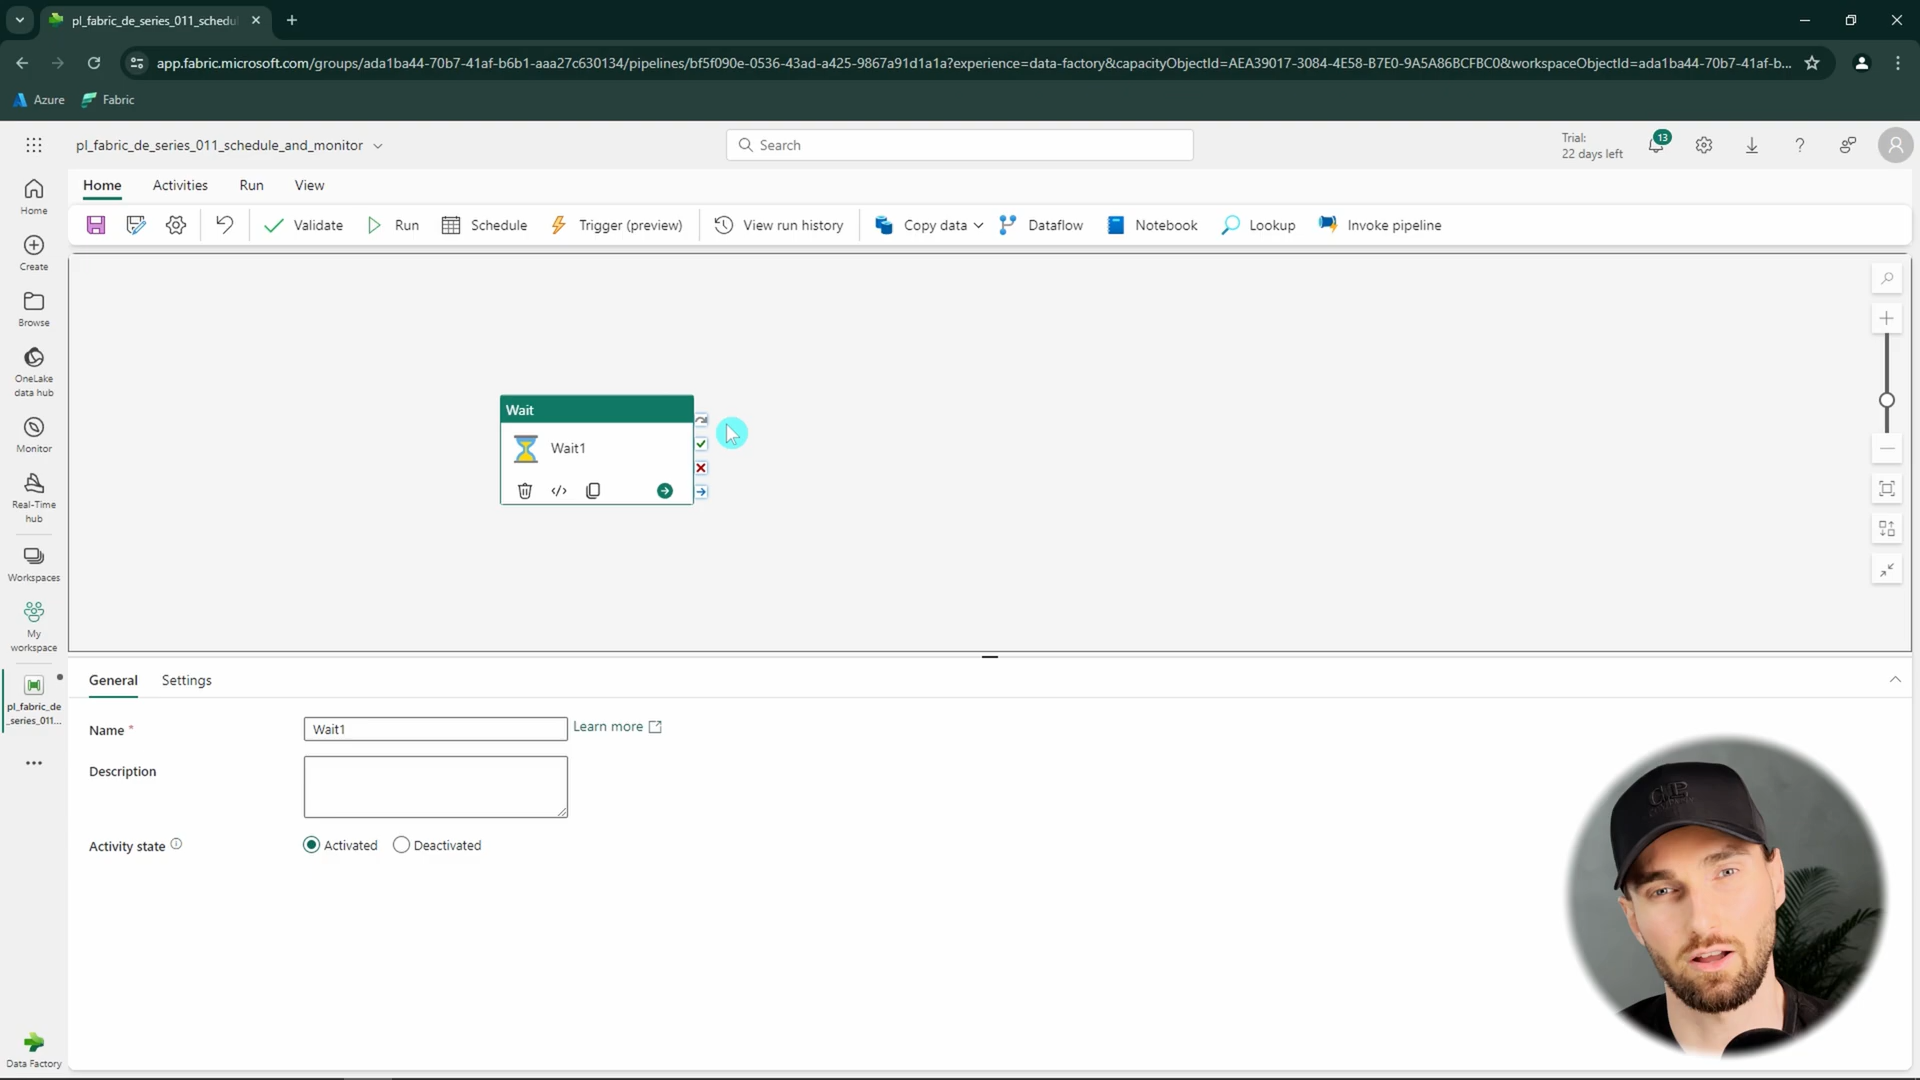 pl_fabric_de_series_011_schedul
app.fabric.microsoft.com/groups/ada1ba44-70b7-41af-b6b1-aaa27c630134/pipelines/bf5f090e-0536-43ad-a425-9867a91d1a1a?experience=data-factory&capacityObjectId=AEA39017-3084-4E58-B7E0-9A5A86BCFBC0&workspaceObjectId=ada1ba44-70b7-41af-b...
Azure Fabric
pl_fabric_de_series_011_schedule_and_monitor
Search
Trial:
22 days left
13
Home Activities Run View
Validate Run Schedule Trigger (preview) View run history Copy data Dataflow Notebook Lookup Invoke pipeline
Home
Create
Browse
OneLake
data hub
Monitor
Real-Time
hub
Workspaces
My
workspace
pl_fabric_de
_series_011...
Data Factory
Wait
Wait1
General Settings
Name *
Wait1
Learn more
Description
Activity state
Activated Deactivated